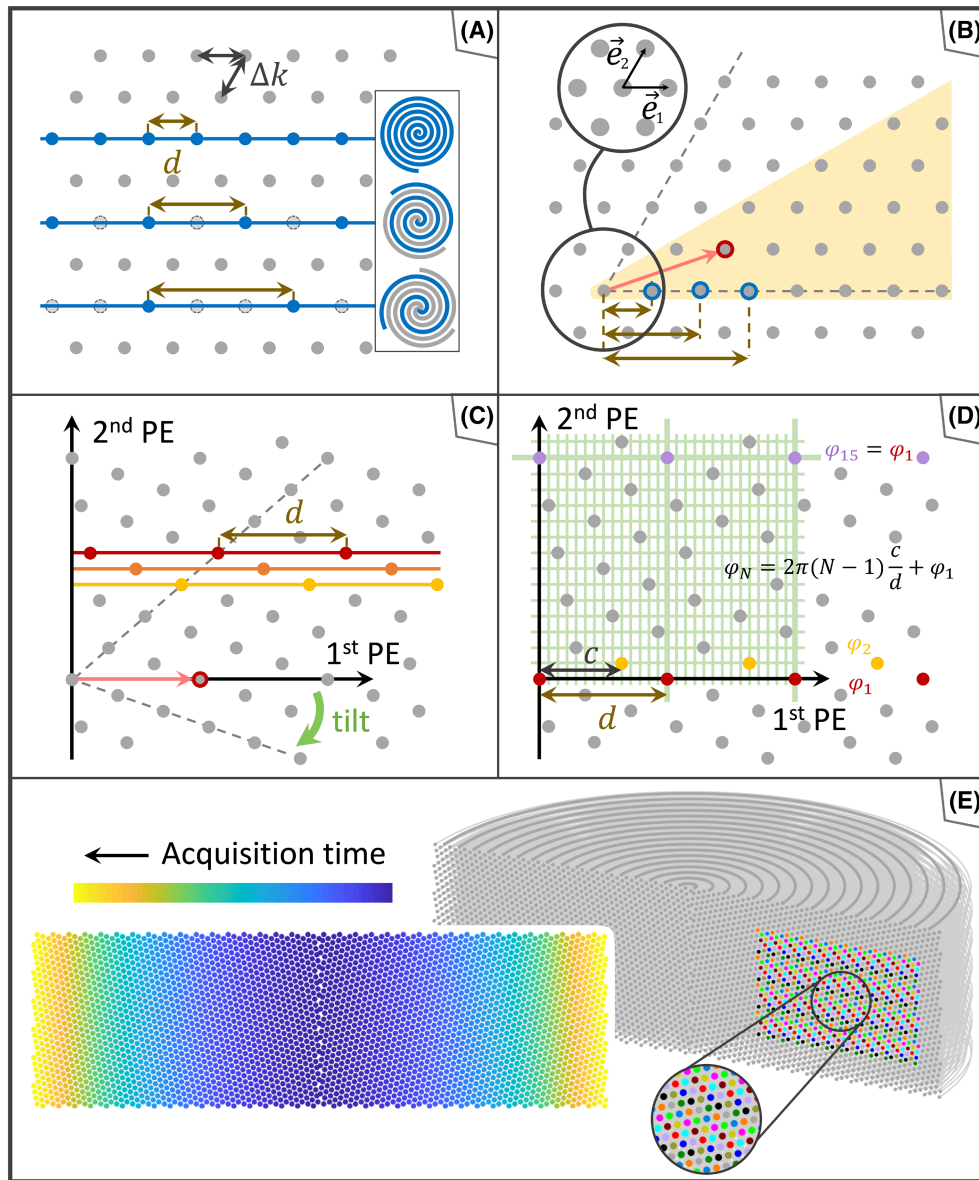 (A)
Δk
d
(B)
e⃗₂
e⃗₁
(C)
2ⁿᵈ PE
d
1ˢᵗ PE
tilt
(D)
2ⁿᵈ PE
φ₁₅ = φ₁
φ_N = 2π(N − 1) c/d + φ₁
c
φ₂
d
φ₁
1ˢᵗ PE
(E)
Acquisition time